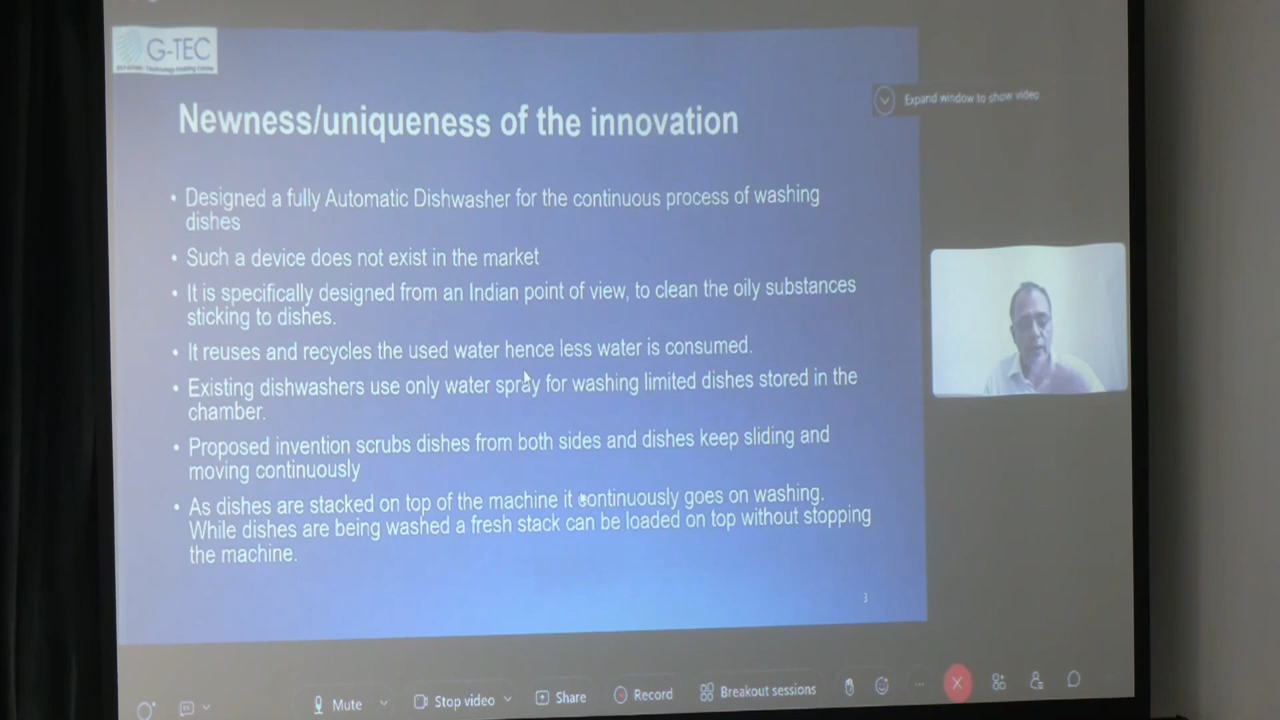 G-TEC
Newness/uniqueness of the innovation
Expand window to show video
• Designed a fully Automatic Dishwasher for the continuous process of washing
dishes
• Such a device does not exist in the market
• It is specifically designed from an Indian point of view, to clean the oily substances
sticking to dishes.
• It reuses and recycles the used water hence less water is consumed.
• Existing dishwashers use only water spray for washing limited dishes stored in the
chamber.
• Proposed invention scrubs dishes from both sides and dishes keep sliding and
moving continuously
• As dishes are stacked on top of the machine it continuously goes on washing.
While dishes are being washed a fresh stack can be loaded on top without stopping
the machine.
3
Mute Stop video Share Record Breakout sessions